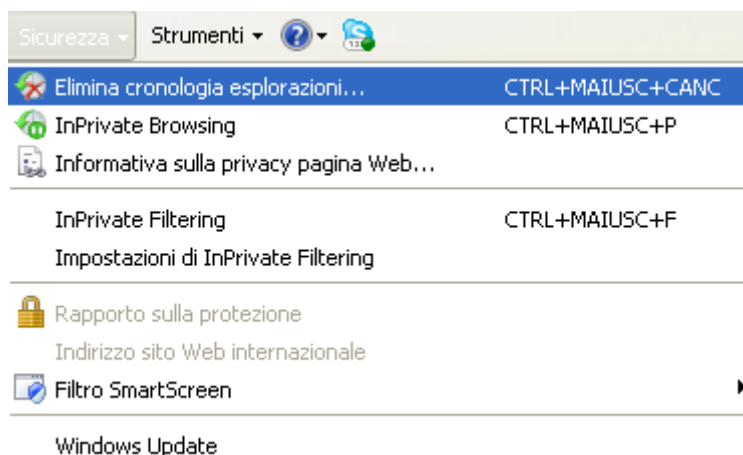 Sicurezza Strumenti
Elimina cronologia esplorazioni... CTRL+MAIUSC+CANC
InPrivate Browsing CTRL+MAIUSC+P
Informativa sulla privacy pagina Web...
InPrivate Filtering CTRL+MAIUSC+F
Impostazioni di InPrivate Filtering
Rapporto sulla protezione
Indirizzo sito Web internazionale
Filtro SmartScreen
Windows Update